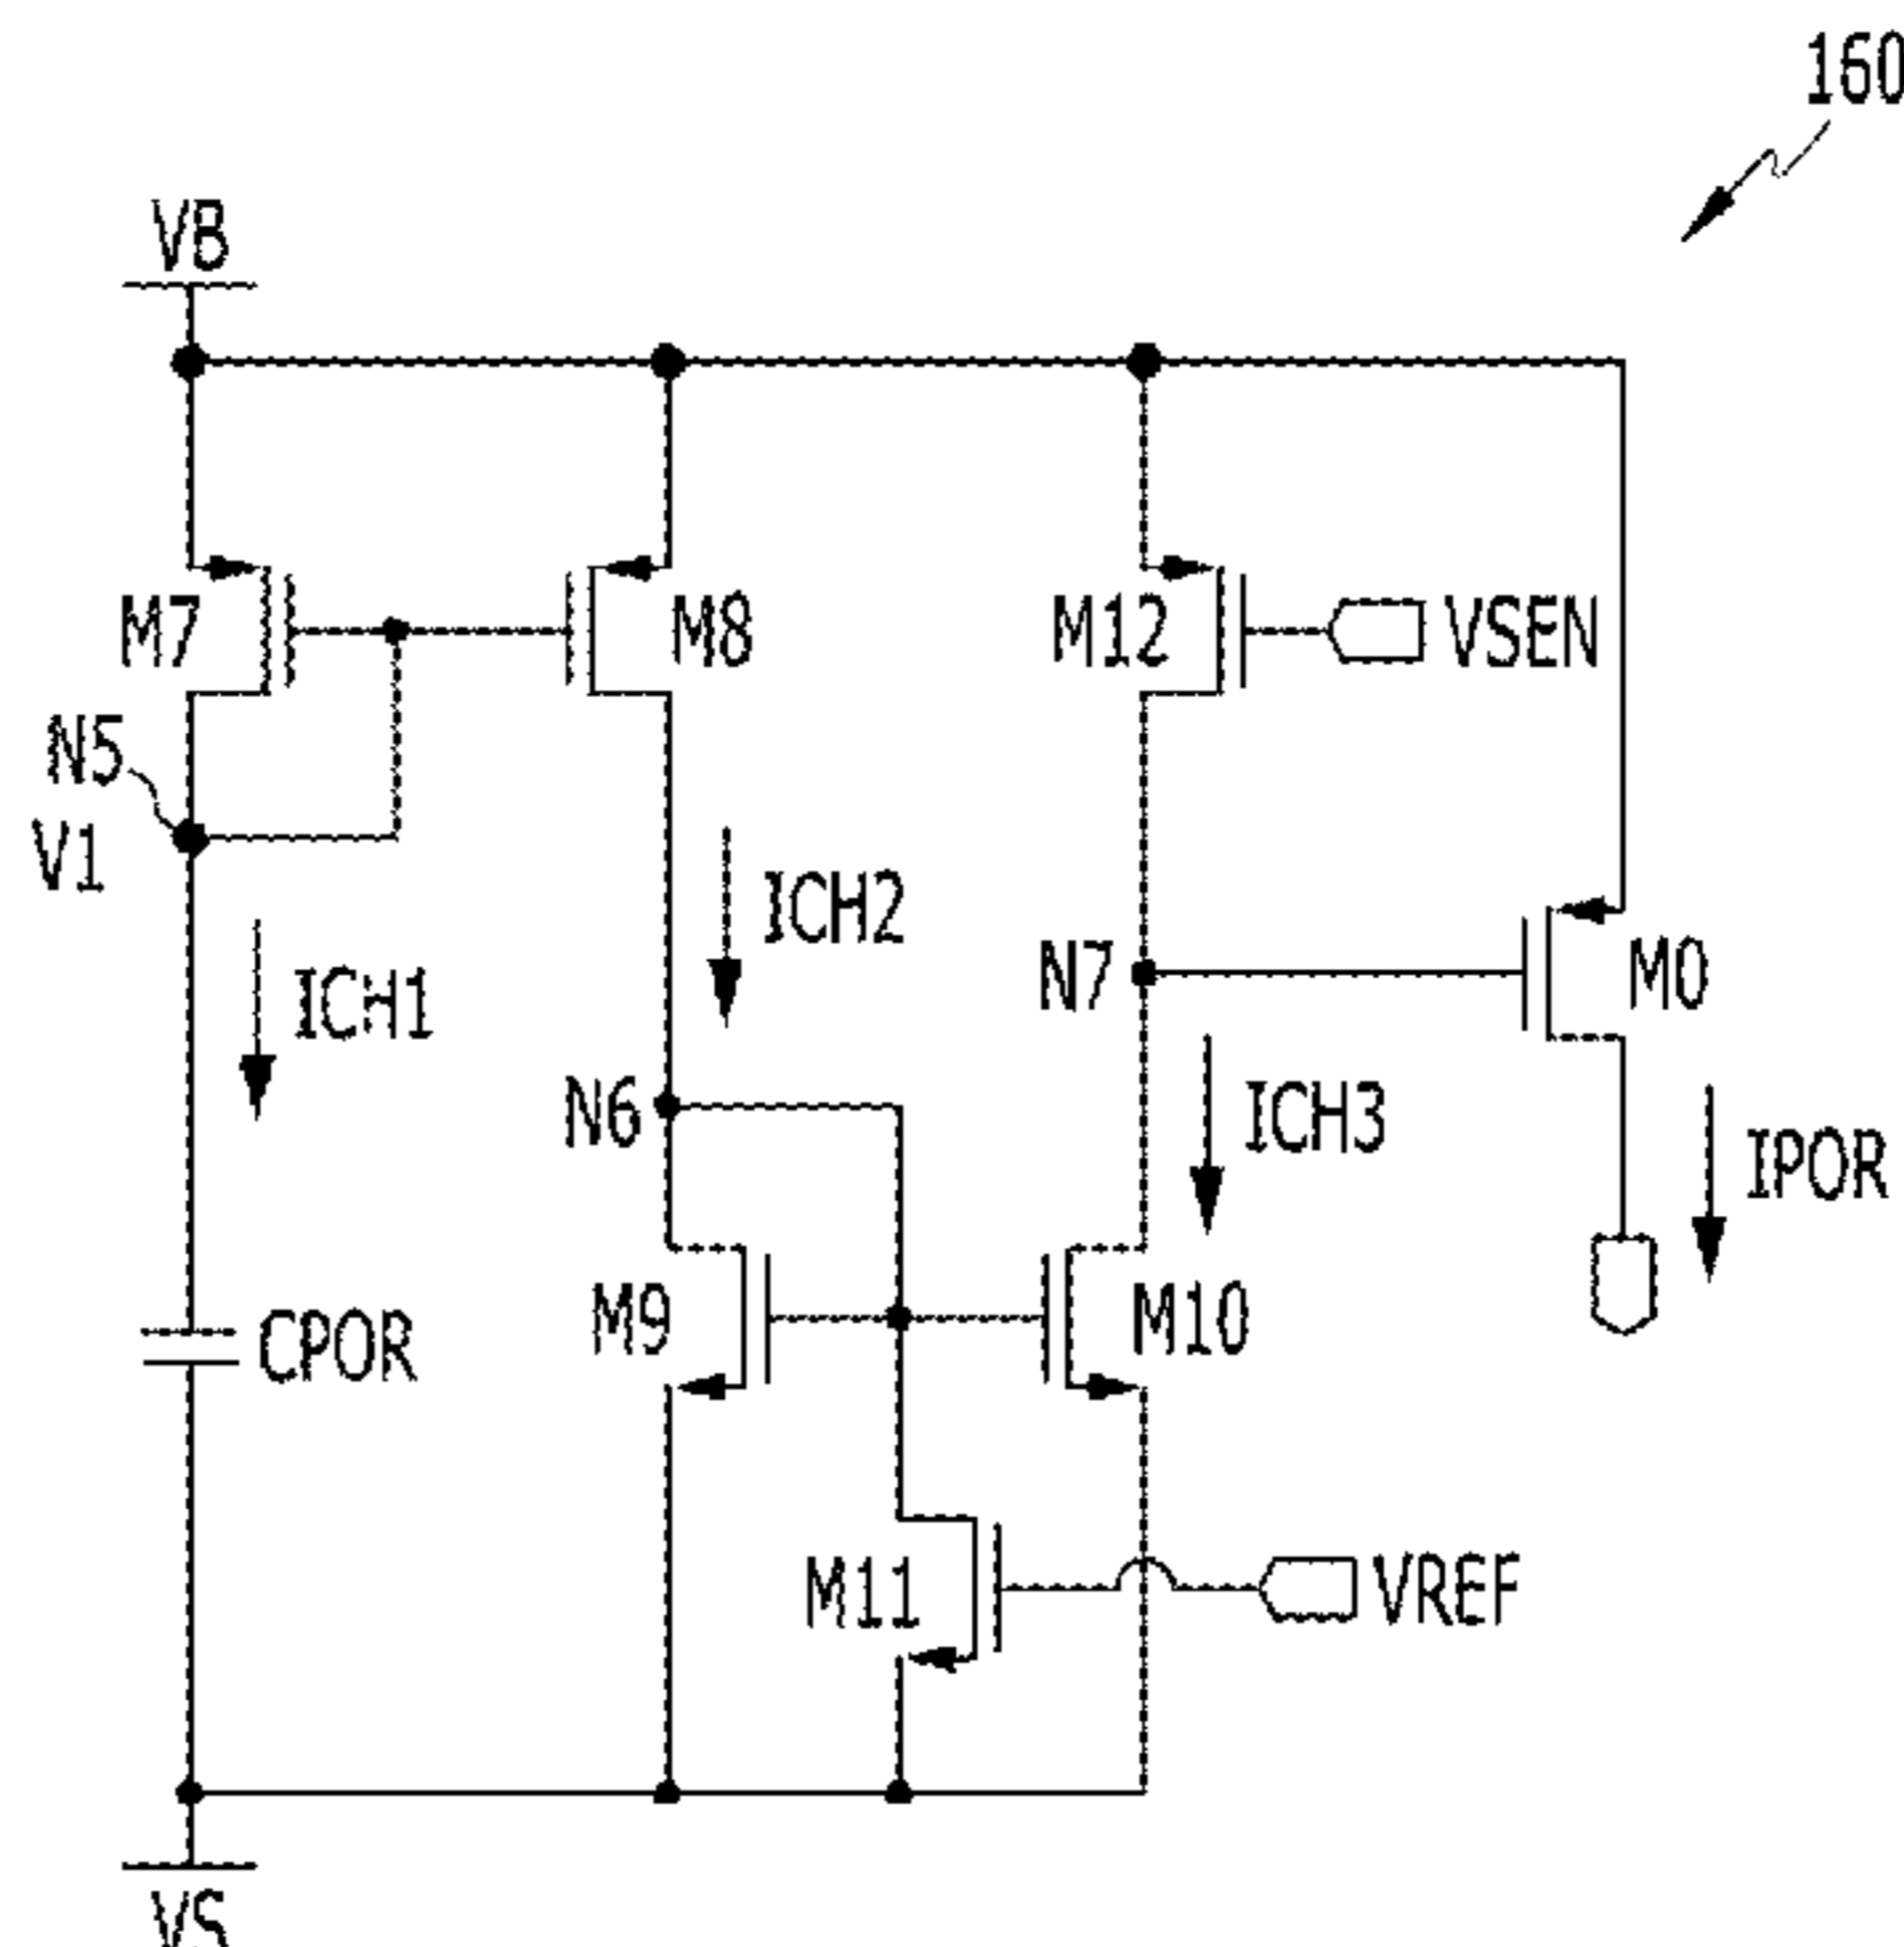 160
VB
M7
M8
M12
VSEN
N5
V1
ICH1
ICH2
N7
M0
N6
ICH3
IPOR
CPOR
M9
M10
M11
VREF
VS